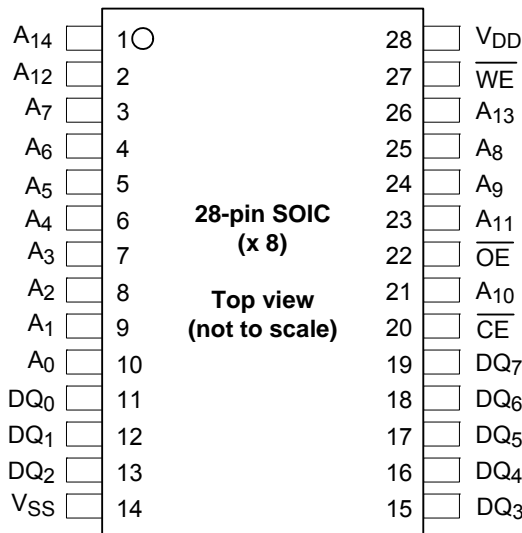 A14 1 28 VDD
A12 2 27 W̅E̅
A7 3 26 A13
A6 4 25 A8
A5 5 24 A9
A4 6 23 A11
A3 7 22 O̅E̅
A2 8 21 A10
A1 9 20 C̅E̅
A0 10 19 DQ7
DQ0 11 18 DQ6
DQ1 12 17 DQ5
DQ2 13 16 DQ4
VSS 14 15 DQ3
28-pin SOIC
(x 8)
Top view
(not to scale)